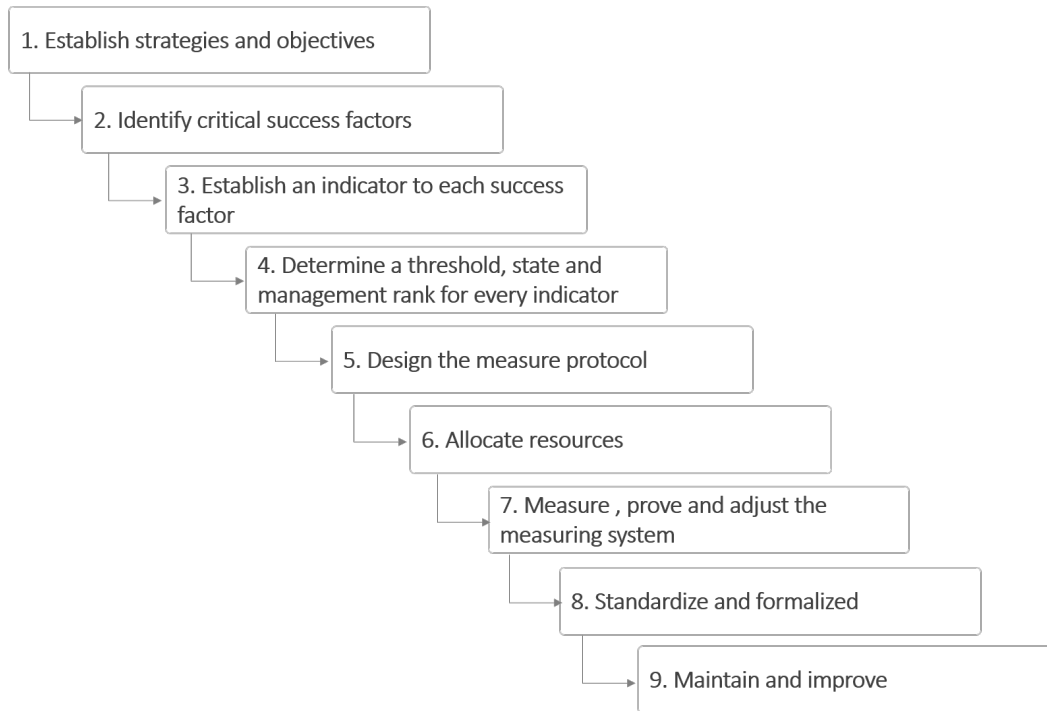 1. Establish strategies and objectives
2. Identify critical success factors
3. Establish an indicator to each success
factor
4. Determine a threshold, state and
management rank for every indicator
5. Design the measure protocol
6. Allocate resources
7. Measure , prove and adjust the
measuring system
8. Standardize and formalized
9. Maintain and improve